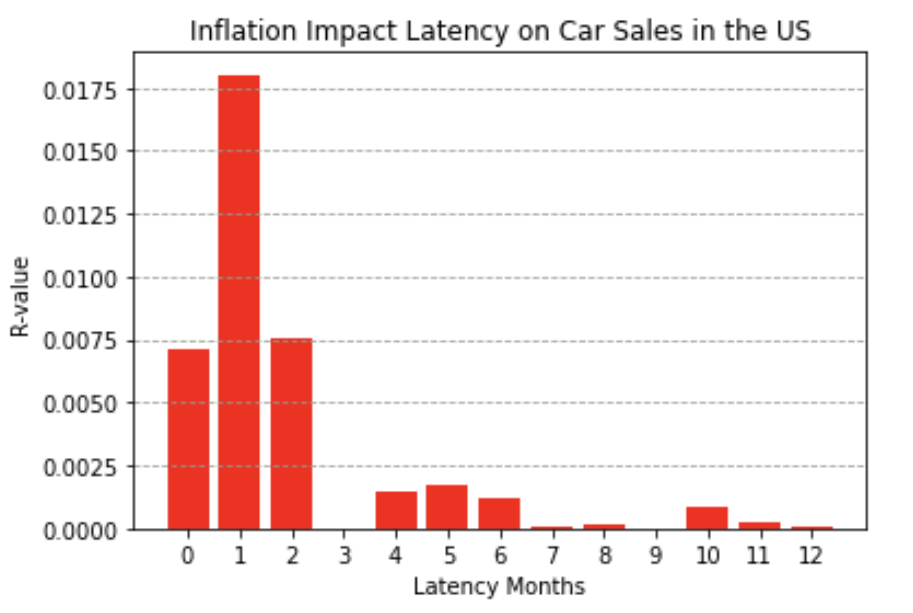 Inflation Impact Latency on Car Sales in the US
0.0175
0.0150
0.0125
0.0100
0.0075
0.0050
0.0025
0.0000
R-value
0 1 2 3 4 5 6 7 8 9 10 11 12
Latency Months